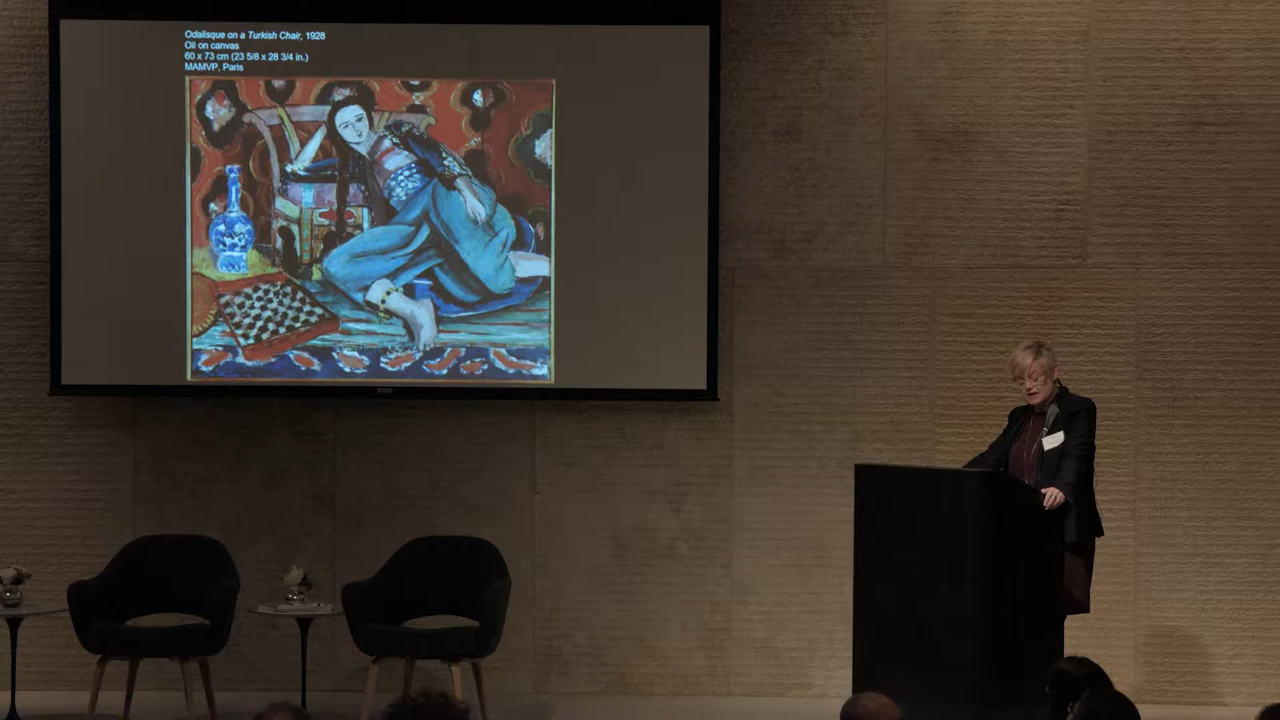 Odalisque on a Turkish Chair, 1928
Oil on canvas
60 x 73 cm (23 5/8 x 28 3/4 in.)
MAMVP, Paris